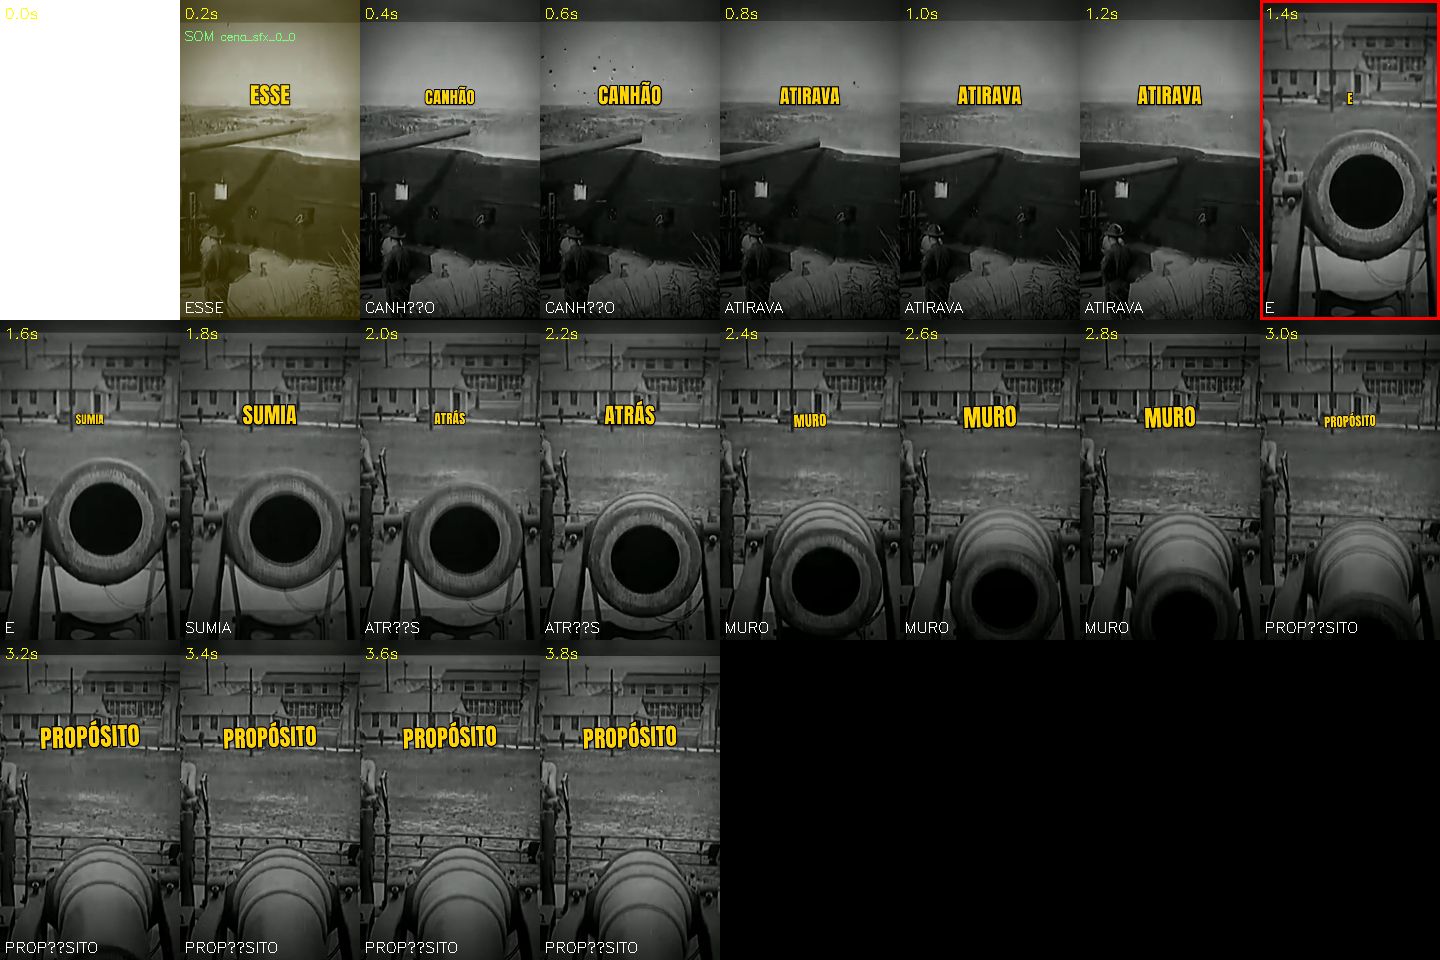 0.0s
0.2s
SOM cena_sfx_0_0
ESSE
ESSE
0.4s
CANHÃO
CANH??O
0.6s
CANHÃO
CANH??O
0.8s
ATIRAVA
ATIRAVA
1.0s
ATIRAVA
ATIRAVA
1.2s
ATIRAVA
ATIRAVA
1.4s
E
E
1.6s
SUMIA
E
1.8s
SUMIA
SUMIA
2.0s
ATRÁS
ATR??S
2.2s
ATRÁS
ATR??S
2.4s
MURO
MURO
2.6s
MURO
MURO
2.8s
MURO
MURO
3.0s
PROPÓSITO
PROP??SITO
3.2s
PROPÓSITO
PROP??SITO
3.4s
PROPÓSITO
PROP??SITO
3.6s
PROPÓSITO
PROP??SITO
3.8s
PROPÓSITO
PROP??SITO